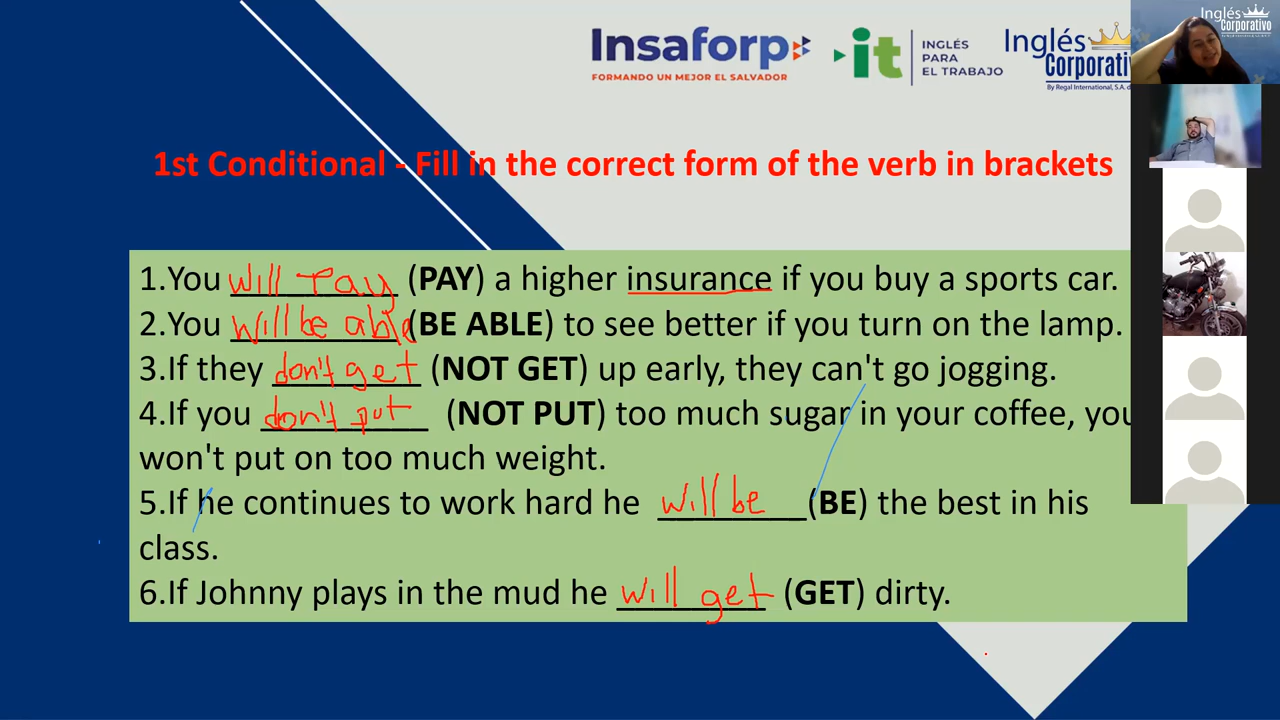 Insaforp
FORMANDO UN MEJOR EL SALVADOR
it
INGLÉS
PARA
EL TRABAJO
Inglés
Corporativ
By Regal International, S.A. d
Inglés
Corporativo
1st Conditional - Fill in the correct form of the verb in brackets
1.You will pay (PAY) a higher insurance if you buy a sports car.
2.You will be able (BE ABLE) to see better if you turn on the lamp.
3.If they don't get (NOT GET) up early, they can't go jogging.
4.If you don't put (NOT PUT) too much sugar in your coffee, you
won't put on too much weight.
5.If he continues to work hard he will be (BE) the best in his
class.
6.If Johnny plays in the mud he will get (GET) dirty.